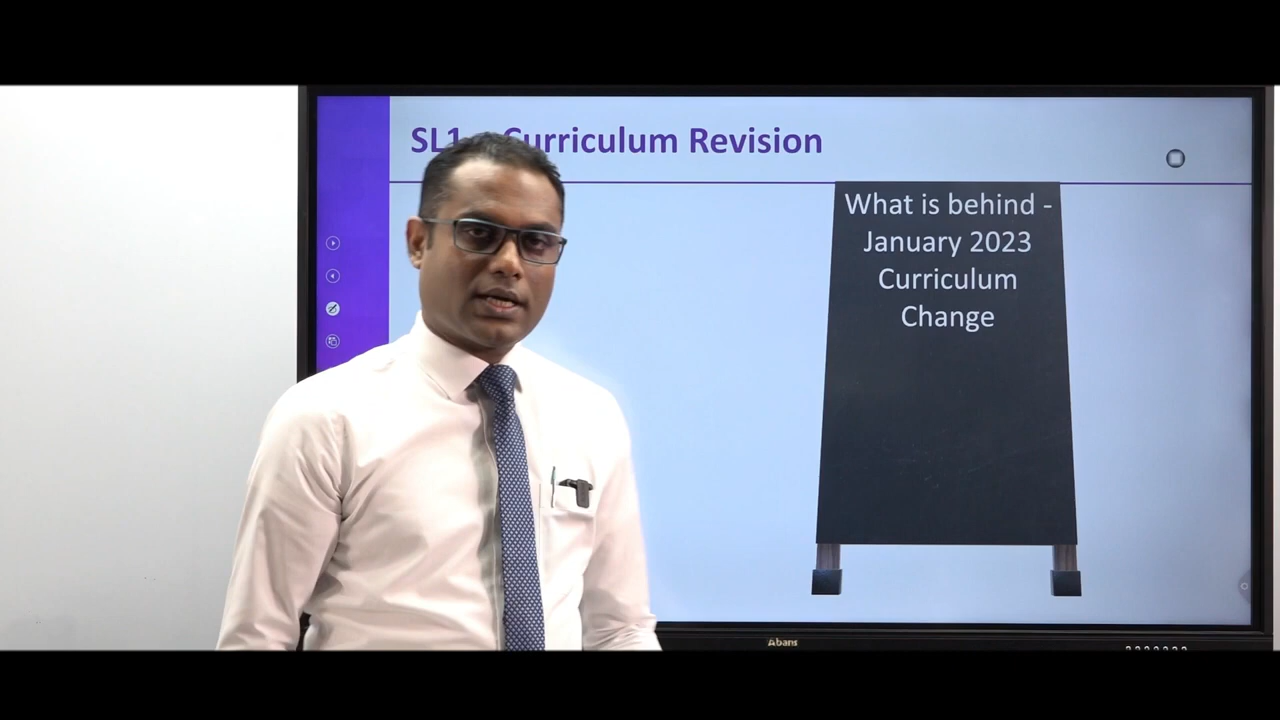 SL1 - Curriculum Revision
What is behind -
January 2023
Curriculum
Change
Abans